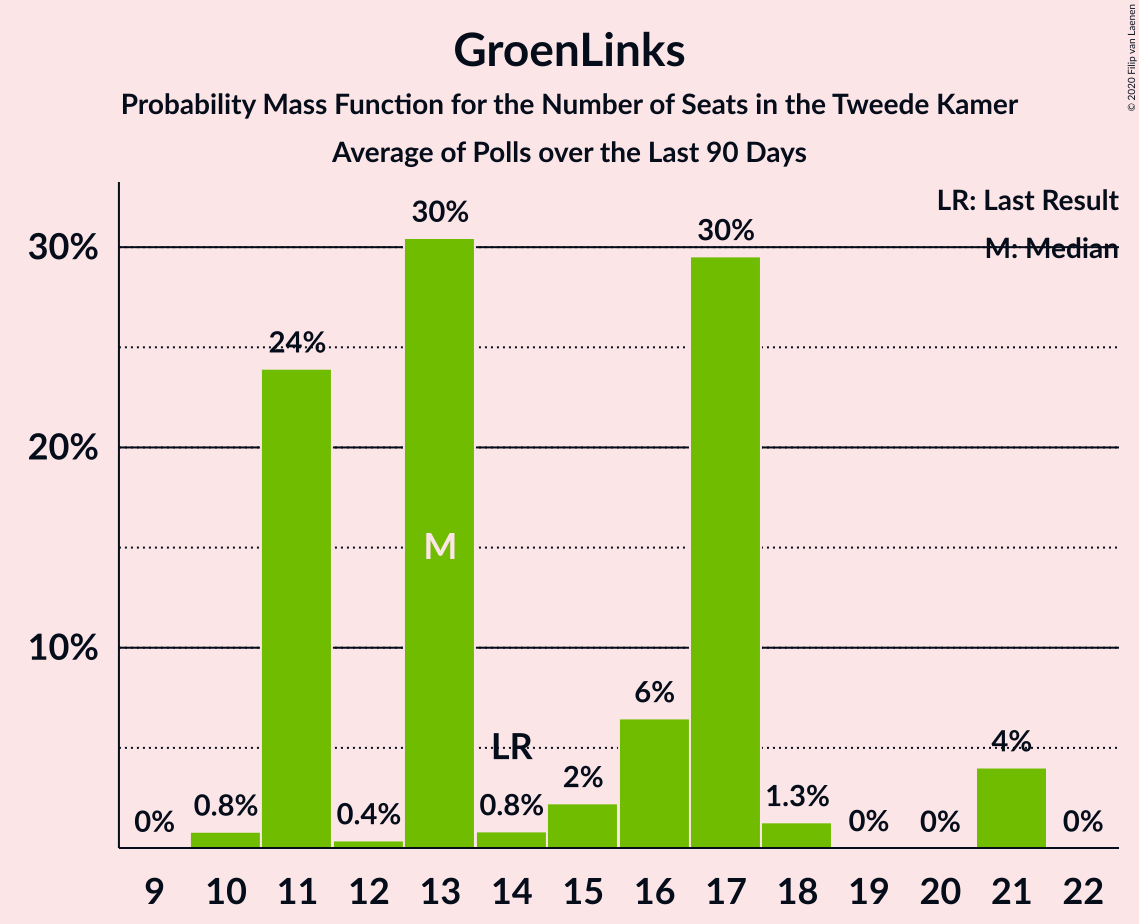 GroenLinks
Probability Mass Function for the Number of Seats in the Tweede Kamer
Average of Polls over the Last 90 Days
© 2020 Filip van Laenen
LR: Last Result
M: Median
30%
20%
10%
0%
0.8%
24%
0.4%
30%
0.8%
2%
6%
30%
1.3%
0%
0%
4%
0%
M
LR
9 10 11 12 13 14 15 16 17 18 19 20 21 22